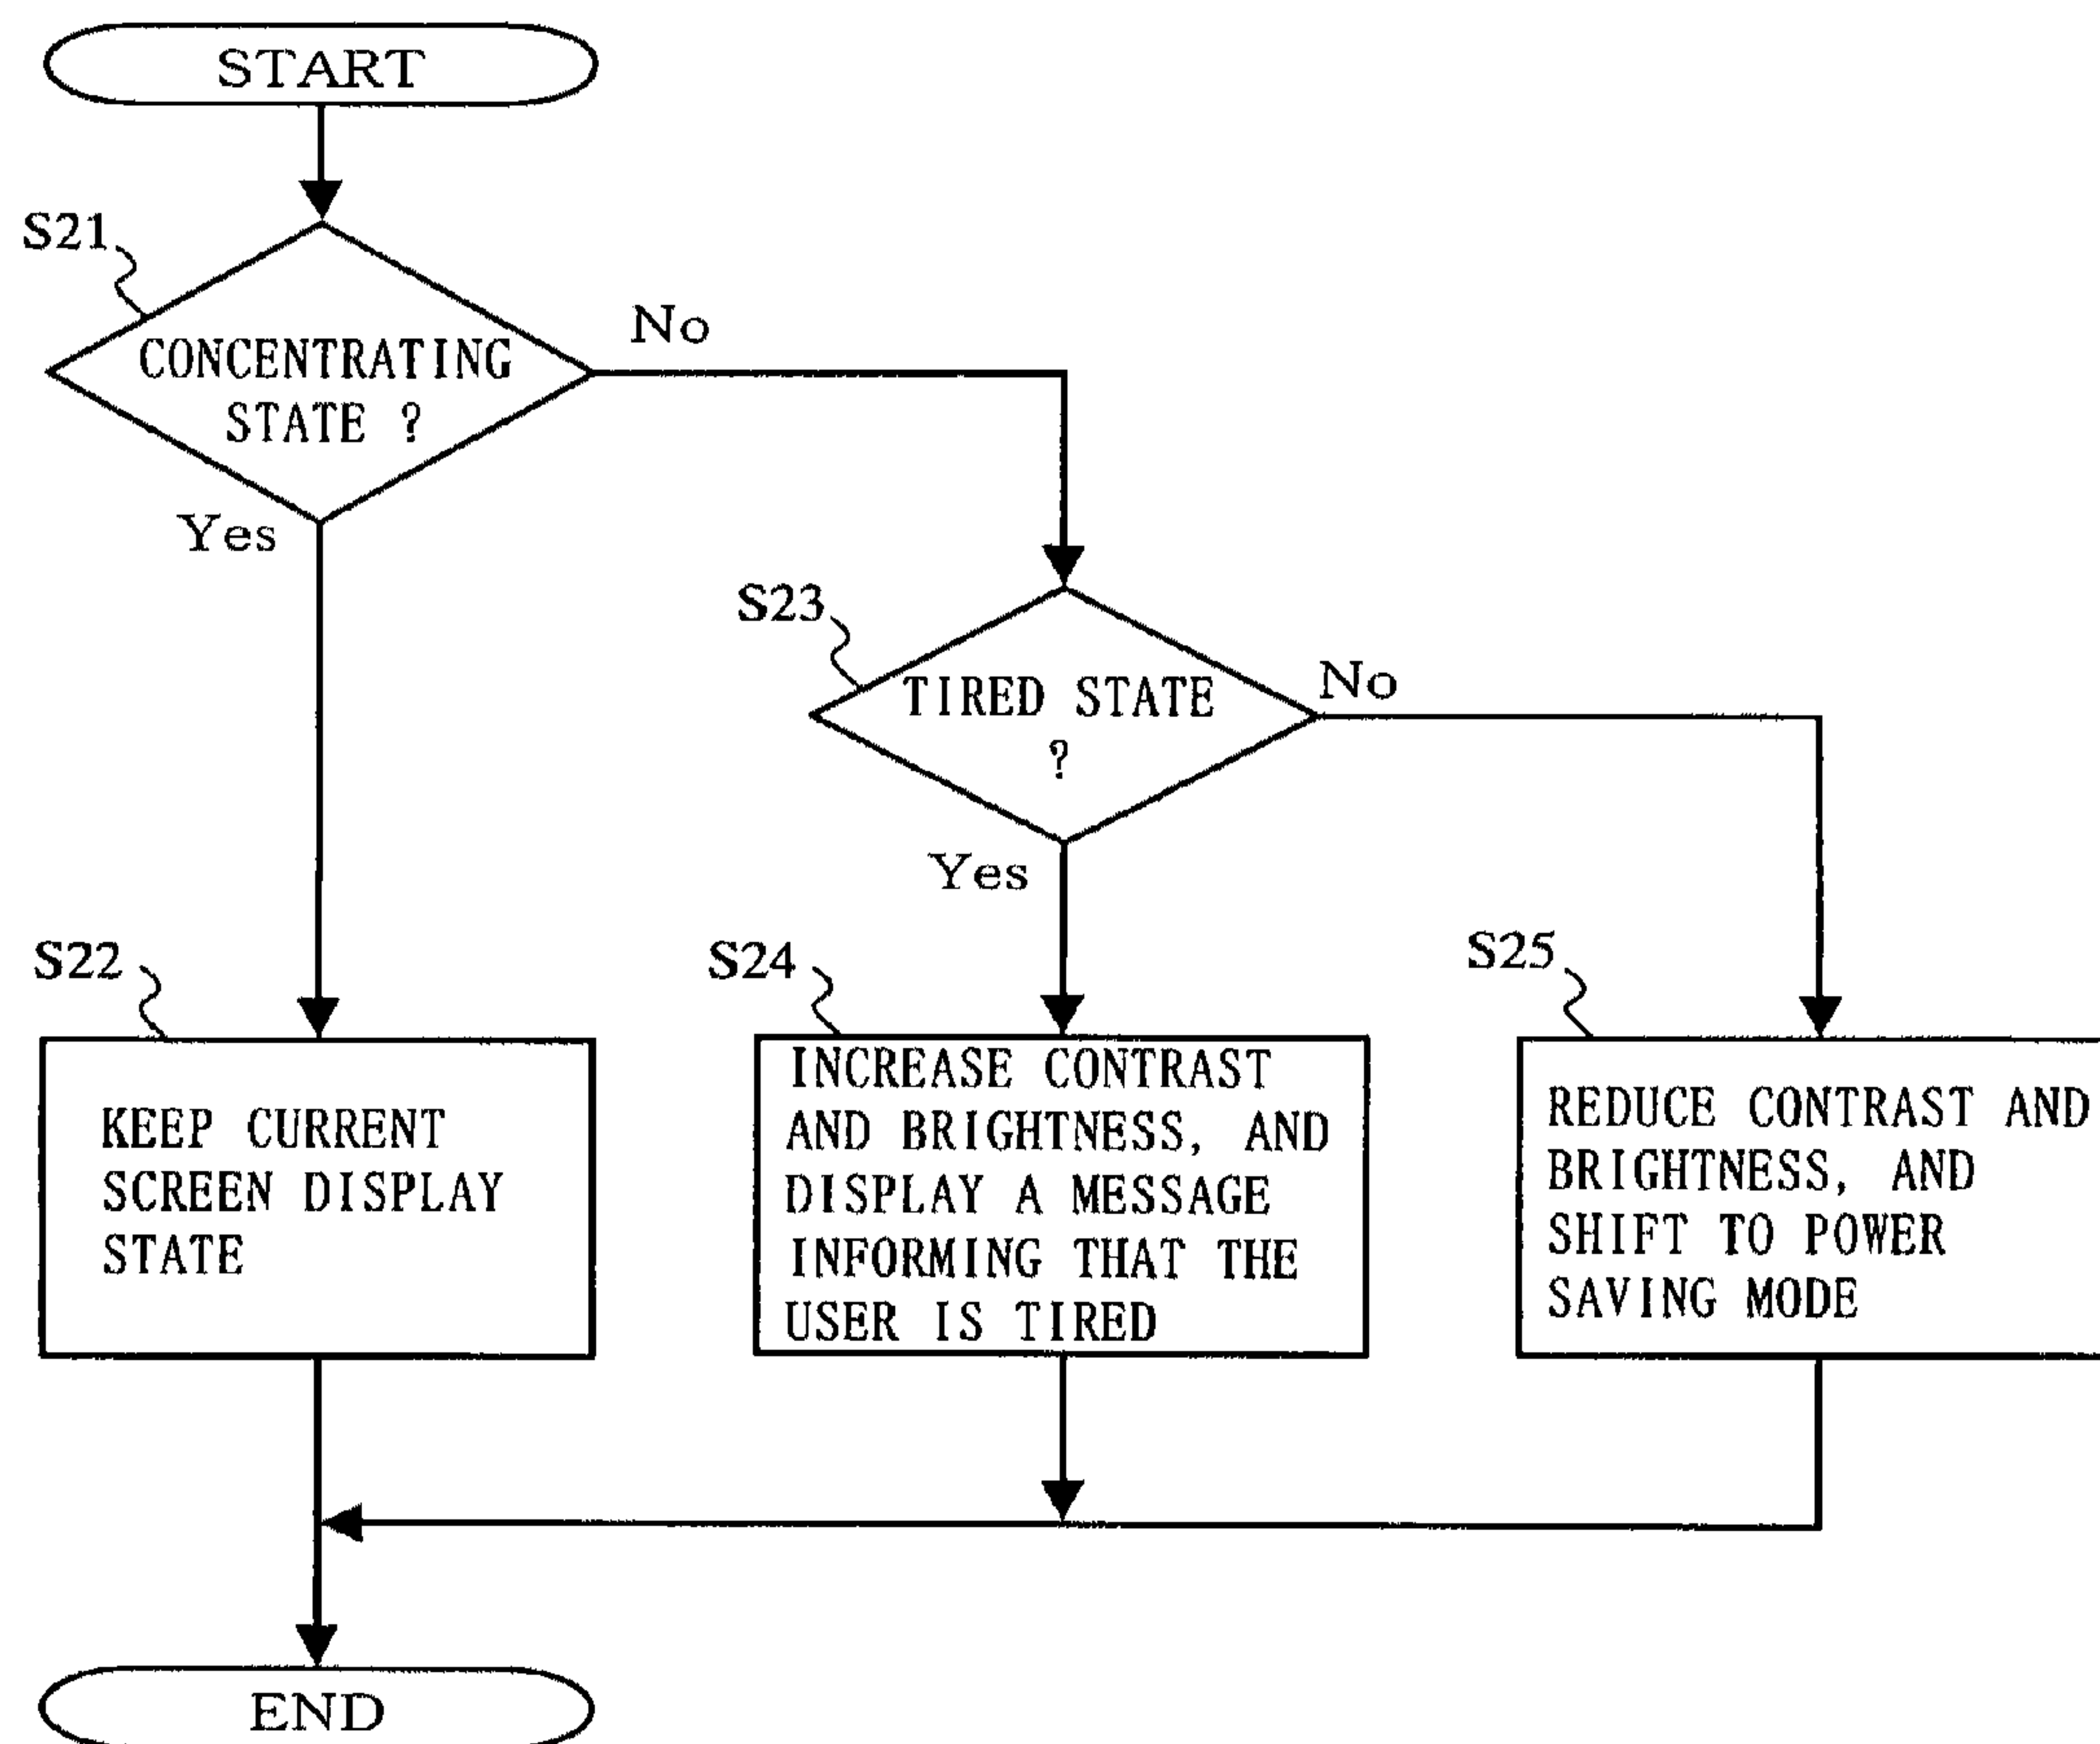 START
S21
CONCENTRATING
STATE ?
No
Yes
S23
TIRED STATE
?
No
Yes
S22
KEEP CURRENT
SCREEN DISPLAY
STATE
S24
INCREASE CONTRAST
AND BRIGHTNESS, AND
DISPLAY A MESSAGE
INFORMING THAT THE
USER IS TIRED
S25
REDUCE CONTRAST AND
BRIGHTNESS, AND
SHIFT TO POWER
SAVING MODE
END